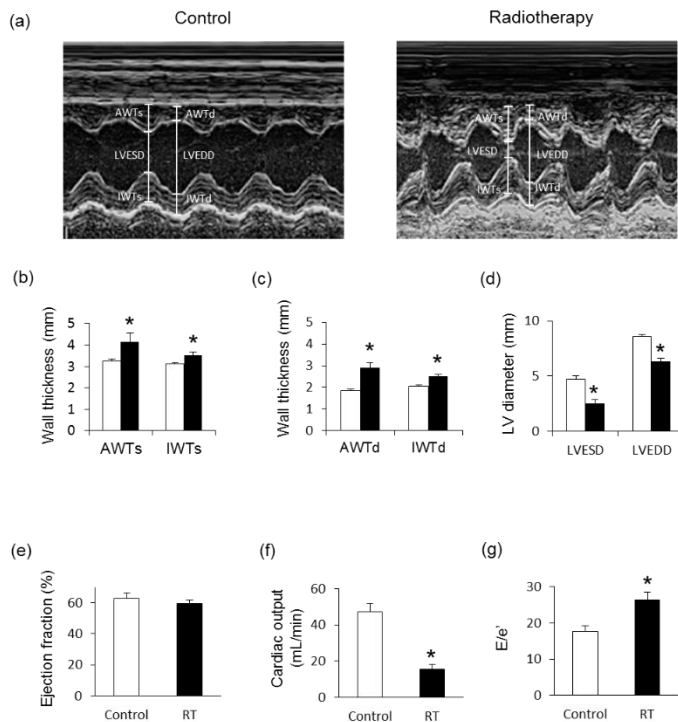 (a)
Control
Radiotherapy
AWTs
AWTd
LVESD
LVEDD
IWTs
IWTd
AWTs
AWTd
LVESD
LVEDD
IWTs
IWTd
(b)
Wall thickness (mm)
5
4
3
2
1
0
*
*
AWTs
IWTs
(c)
Wall thickness (mm)
5
4
3
2
1
0
*
*
AWTd
IWTd
(d)
LV diameter (mm)
10
5
0
*
*
LVESD
LVEDD
(e)
Ejection fraction (%)
60
40
20
0
Control
RT
(f)
Cardiac output
(mL/min)
60
40
20
0
*
Control
RT
(g)
E/e'
30
20
10
0
*
Control
RT